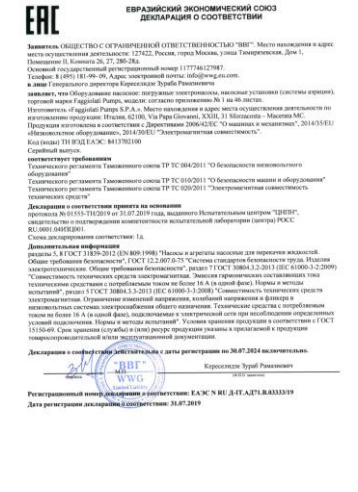 ЕАС
ЕВРАЗИЙСКИЙ ЭКОНОМИЧЕСКИЙ СОЮЗ
ДЕКЛАРАЦИЯ О СООТВЕТСТВИИ
Заявитель ОБЩЕСТВО С ОГРАНИЧЕННОЙ ОТВЕТСТВЕННОСТЬЮ "ВВГ". Место нахождения и адрес
места осуществления деятельности: 127422, Россия, город Москва, улица Тимирязевская, Дом 1,
Помещение II, Комната 26, 27, 280-28д.
Основной государственный регистрационный номер 1177746127987.
Телефон: 8 (495) 181-99-09, Адрес электронной почты: info@wwg.eu.com.
в лице Генерального директора Кереселидзе Зураба Рамазиевича
заявляет, что Оборудование насосное: погружные электронасосы, насосные установки (системы аэрации),
торговой марки Faggiolati Pumps, модели: согласно приложению № 1 на 46 листах.
Изготовитель «Faggiolati Pumps S.P.A.». Место нахождения и адрес места осуществления деятельности по
изготовлению продукции: Италия, 62100, Via Papa Giovanni, XXIII, 31 Sforzacosta – Macerata MC.
Продукция изготовлена в соответствии с Директивами 2006/42/EC "О машинах и механизмах", 2014/35/EU
«Низковольтное оборудование», 2014/30/EU "Электромагнитная совместимость".
Код (коды) ТН ВЭД ЕАЭС: 8413702100
Серийный выпуск.
соответствует требованиям
Технического регламента Таможенного союза ТР ТС 004/2011 "О безопасности низковольтного
оборудования"
Технического регламента Таможенного союза ТР ТС 010/2011 "О безопасности машин и оборудования"
Технического регламента Таможенного союза ТР ТС 020/2011 "Электромагнитная совместимость
технических средств"
Декларация о соответствии принята на основании
протокола № 01555-ТН/2019 от 31.07.2019 года, выданного Испытательным центром "ЦНПН",
свидетельство о подтверждении компетентности испытательной лаборатории (центра) РОСС
RU.0001.04ИЗЦ001.
Схема декларирования соответствия: 1д.
Дополнительная информация
разделы 5, 8 ГОСТ 31839-2012 (EN 809:1998) "Насосы и агрегаты насосные для перекачки жидкостей.
Общие требования безопасности", ГОСТ 12.2.007.0-75 "Система стандартов безопасности труда. Изделия
электротехнические. Общие требования безопасности", раздел 7 ГОСТ 30804.3.2-2013 (IEC 61000-3-2:2009)
"Совместимость технических средств электромагнитная. Эмиссия гармонических составляющих тока
техническими средствами с потребляемым током не более 16 А (в одной фазе). Нормы и методы
испытаний", раздел 5 ГОСТ 30804.3.3-2013 (IEC 61000-3-3:2008) "Совместимость технических средств
электромагнитная. Ограничение изменений напряжения, колебаний напряжения и фликера в
низковольтных системах электроснабжения общего назначения. Технические средства с потребляемым
током не более 16 А (в одной фазе), подключаемые к электрической сети при несоблюдении определенных
условий подключения. Нормы и методы испытаний". Условия хранения продукции в соответствии с ГОСТ
15150-69. Срок хранения (службы) и (или) ресурс продукции указаны в прилагаемой к продукции
товаросопроводительной и/или эксплуатационной документации.
Декларация о соответствии действительна с даты регистрации по 30.07.2024 включительно.
Кереселидзе Зураб Рамазиевич
"ВВГ"
WWG
Limited Liability
М.П.
Регистрационный номер декларации о соответствии: ЕАЭС N RU Д-IT.АД71.В.03333/19
Дата регистрации декларации о соответствии: 31.07.2019